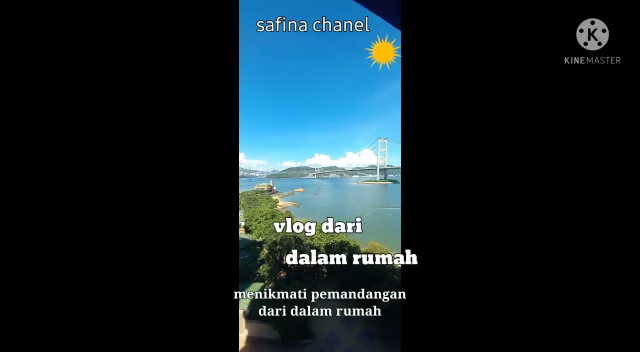 safina chanel
KINEMASTER
vlog dari
dalam rumah
menikmati pemandangan
dari dalam rumah